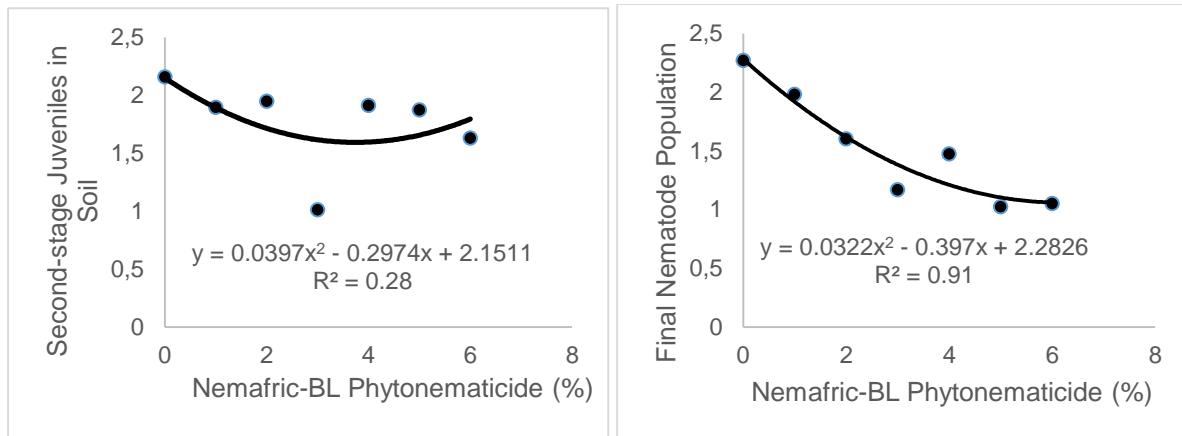 Second-stage Juveniles in
Soil
2,5
2
1,5
1
0,5
0
y = 0.0397x² - 0.2974x + 2.1511
R² = 0.28
0 2 4 6 8
Nemafric-BL Phytonematicide (%)
Final Nematode Population
2,5
2
1,5
1
0,5
0
y = 0.0322x² - 0.397x + 2.2826
R² = 0.91
0 2 4 6 8
Nemafric-BL Phytonematicide (%)